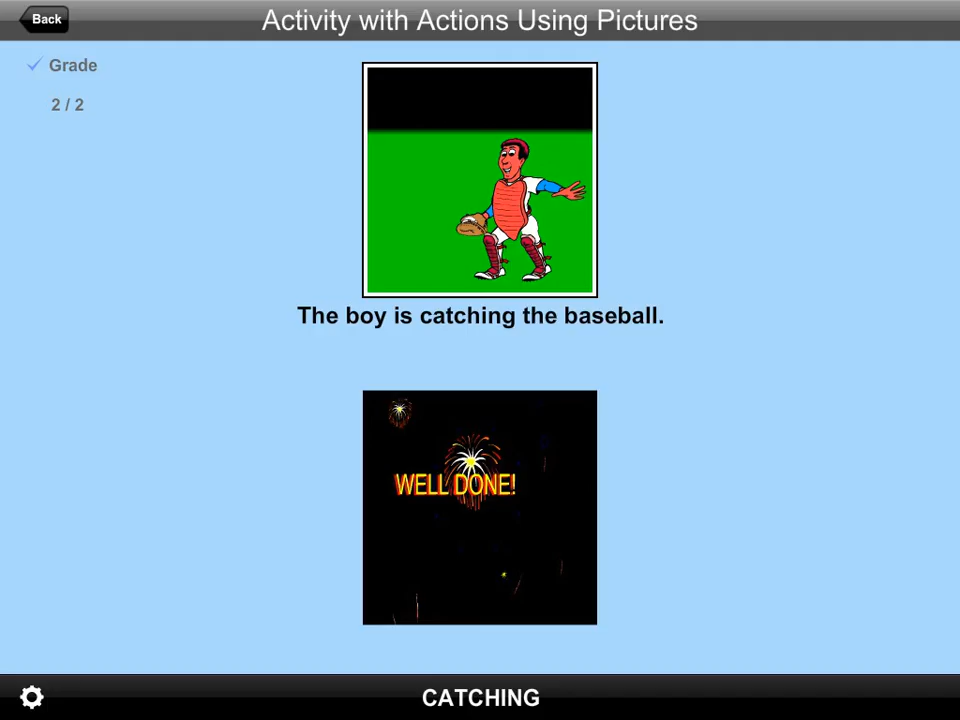 Back
Activity with Actions Using Pictures
Grade
2 / 2
The boy is catching the baseball.
WELL DONE!
CATCHING